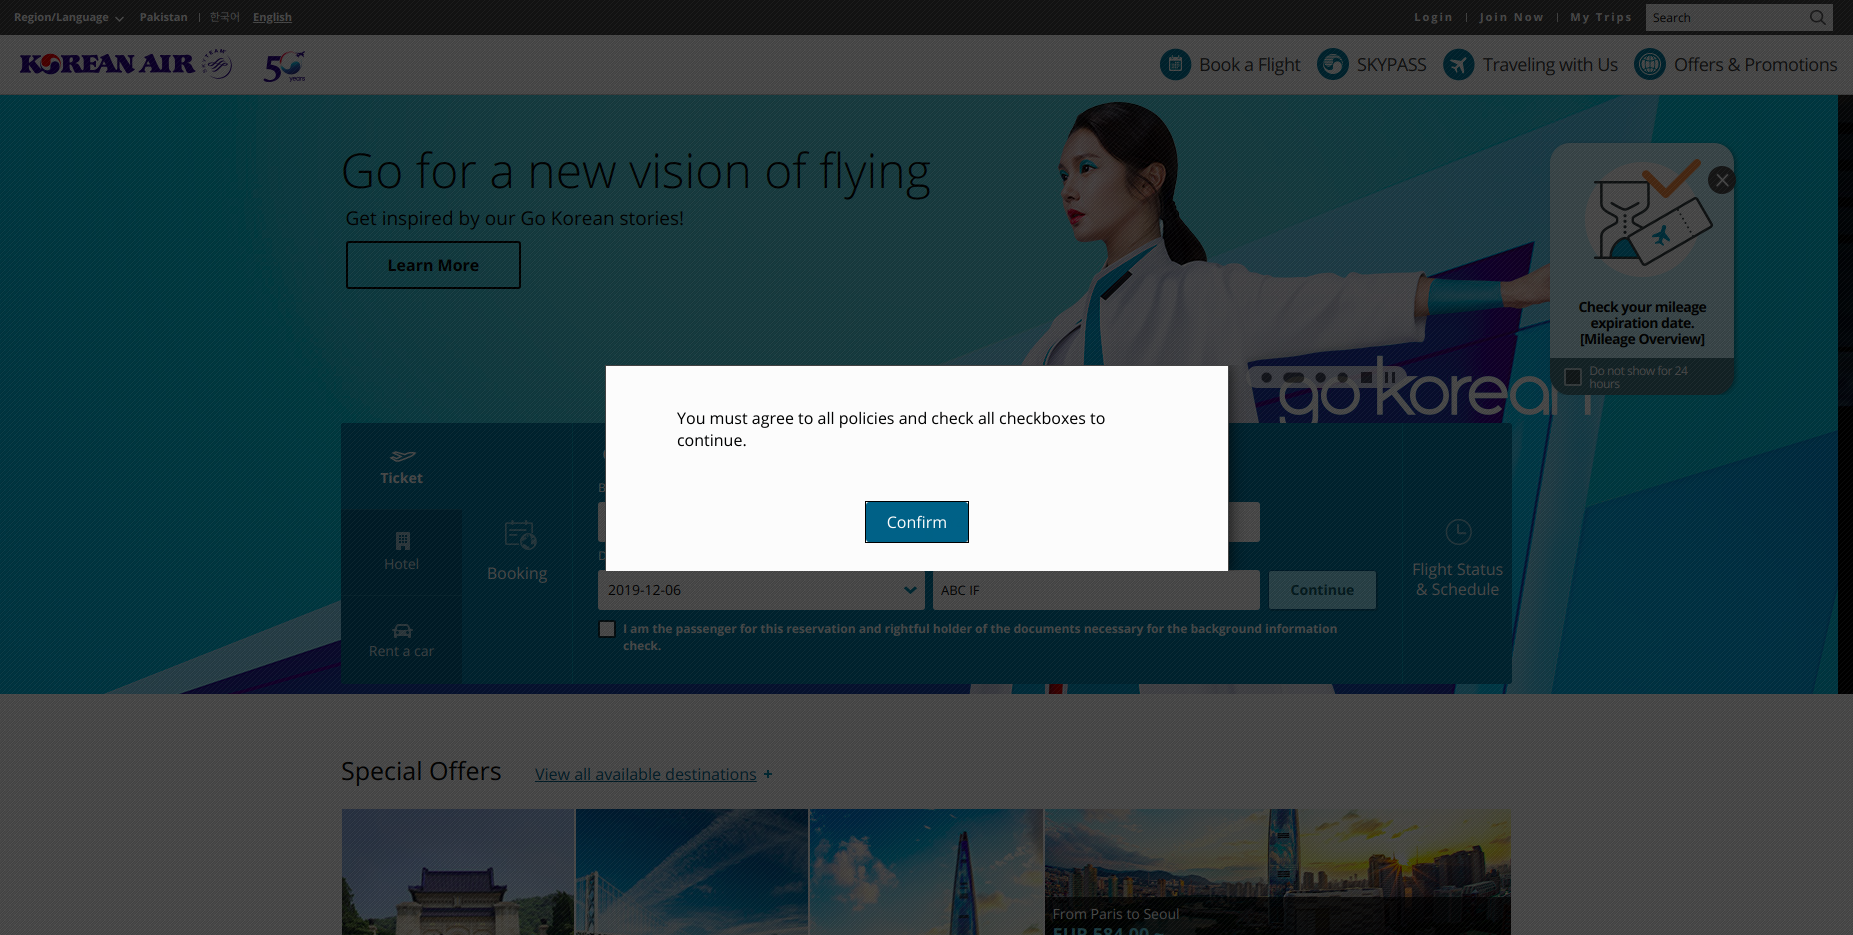 Region/Language Pakistan | 한국어 English
Login | Join Now | My Trips Search
KOREAN AIR 50 years
Book a Flight SKYPASS Traveling with Us Offers & Promotions
Go for a new vision of flying
Get inspired by our Go Korean stories!
Learn More
Check your mileage
expiration date.
[Mileage Overview]
Do not show for 24
hours
go korean
You must agree to all policies and check all checkboxes to
continue.
Confirm
Ticket
Hotel
Rent a car
Booking
2019-12-06
ABC IF
Continue
I am the passenger for this reservation and rightful holder of the documents necessary for the background information
check.
Flight Status
& Schedule
Special Offers View all available destinations +
From Paris to Seoul
EUR 584.00 ~